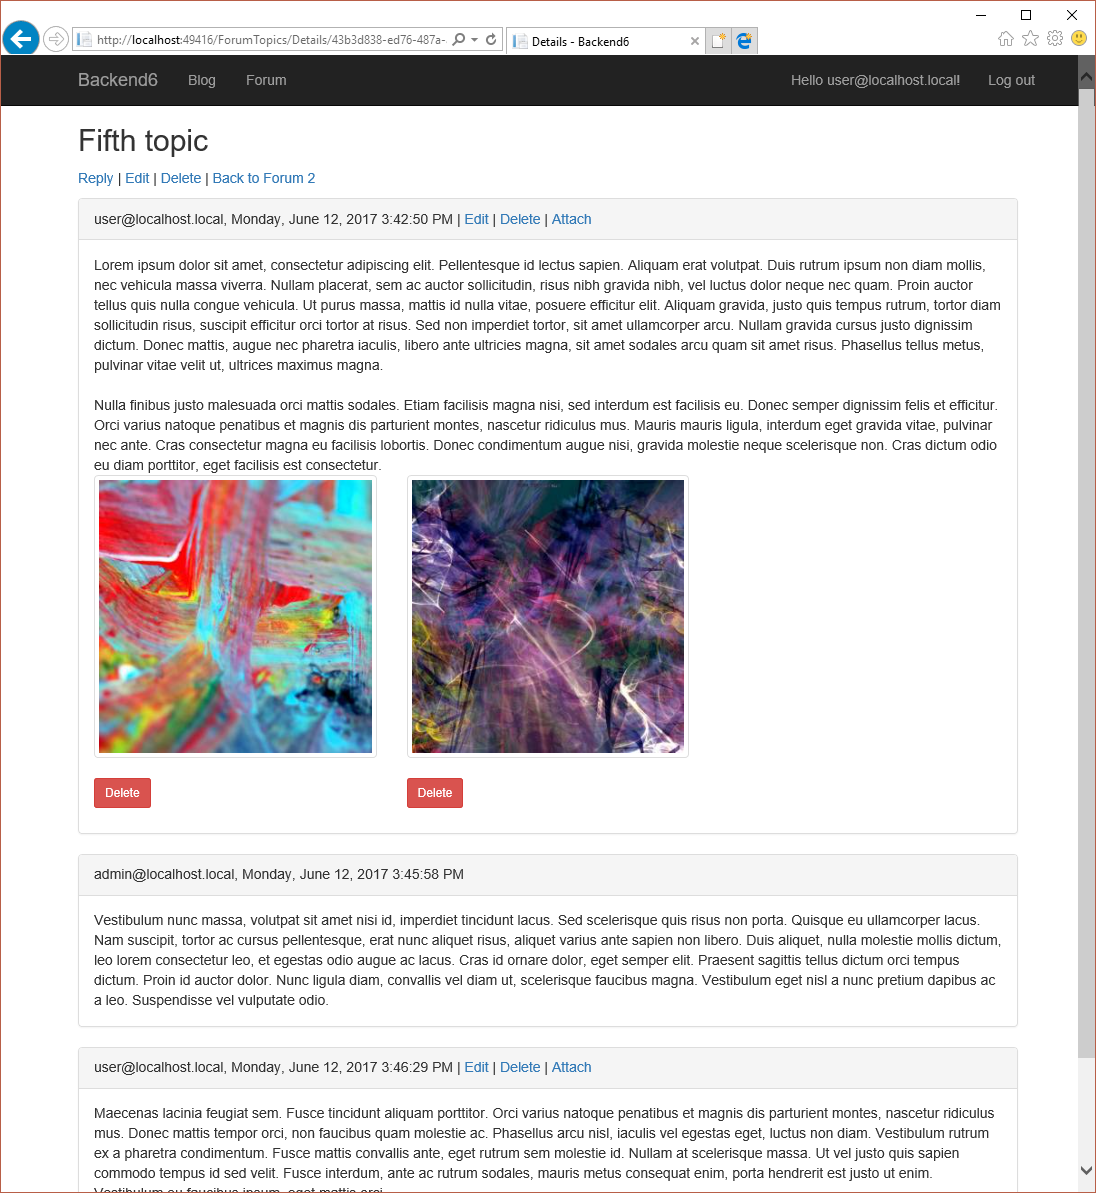 http://localhost:49416/ForumTopics/Details/43b3d838-ed76-487a-
Details - Backend6
Backend6 Blog Forum Hello user@localhost.local! Log out
Fifth topic
Reply | Edit | Delete | Back to Forum 2
user@localhost.local, Monday, June 12, 2017 3:42:50 PM | Edit | Delete | Attach
Lorem ipsum dolor sit amet, consectetur adipiscing elit. Pellentesque id lectus sapien. Aliquam erat volutpat. Duis rutrum ipsum non diam mollis,
nec vehicula massa viverra. Nullam placerat, sem ac auctor sollicitudin, risus nibh gravida nibh, vel luctus dolor neque nec quam. Proin auctor
tellus quis nulla congue vehicula. Ut purus massa, mattis id nulla vitae, posuere efficitur elit. Aliquam gravida, justo quis tempus rutrum, tortor diam
sollicitudin risus, suscipit efficitur orci tortor at risus. Sed non imperdiet tortor, sit amet ullamcorper arcu. Nullam gravida cursus justo dignissim
dictum. Donec mattis, augue nec pharetra iaculis, libero ante ultricies magna, sit amet sodales arcu quam sit amet risus. Phasellus tellus metus,
pulvinar vitae velit ut, ultrices maximus magna.
Nulla finibus justo malesuada orci mattis sodales. Etiam facilisis magna nisi, sed interdum est facilisis eu. Donec semper dignissim felis et efficitur.
Orci varius natoque penatibus et magnis dis parturient montes, nascetur ridiculus mus. Mauris mauris ligula, interdum eget gravida vitae, pulvinar
nec ante. Cras consectetur magna eu facilisis lobortis. Donec condimentum augue nisi, gravida molestie neque scelerisque non. Cras dictum odio
eu diam porttitor, eget facilisis est consectetur.
Delete Delete
admin@localhost.local, Monday, June 12, 2017 3:45:58 PM
Vestibulum nunc massa, volutpat sit amet nisi id, imperdiet tincidunt lacus. Sed scelerisque quis risus non porta. Quisque eu ullamcorper lacus.
Nam suscipit, tortor ac cursus pellentesque, erat nunc aliquet risus, aliquet varius ante sapien non libero. Duis aliquet, nulla molestie mollis dictum,
leo lorem consectetur leo, et egestas odio augue ac lacus. Cras id ornare dolor, eget semper elit. Praesent sagittis tellus dictum orci tempus
dictum. Proin id auctor dolor. Nunc ligula diam, convallis vel diam ut, scelerisque faucibus magna. Vestibulum eget nisl a nunc pretium dapibus ac
a leo. Suspendisse vel vulputate odio.
user@localhost.local, Monday, June 12, 2017 3:46:29 PM | Edit | Delete | Attach
Maecenas lacinia feugiat sem. Fusce tincidunt aliquam porttitor. Orci varius natoque penatibus et magnis dis parturient montes, nascetur ridiculus
mus. Donec mattis tempor orci, non faucibus quam molestie ac. Phasellus arcu nisl, iaculis vel egestas eget, luctus non diam. Vestibulum rutrum
ex a pharetra condimentum. Fusce mattis convallis ante, eget rutrum sem molestie id. Nullam at scelerisque massa. Ut vel justo quis sapien
commodo tempus id sed velit. Fusce interdum, ante ac rutrum sodales, mauris metus consequat enim, porta hendrerit est justo ut enim.
Vestibulum eu faucibus ipsum, eget mattis orci.